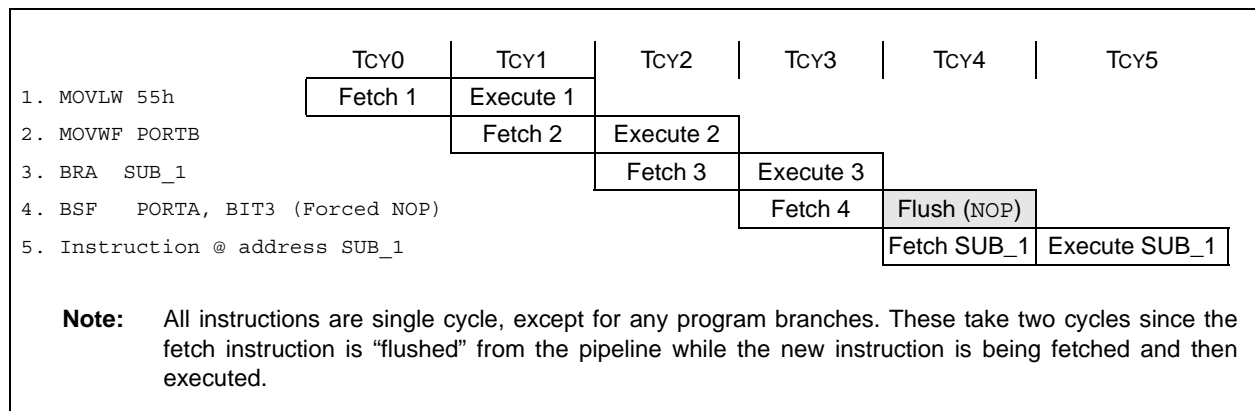 TCY0 TCY1 TCY2 TCY3 TCY4 TCY5
1. MOVLW 55h Fetch 1 Execute 1
2. MOVWF PORTB Fetch 2 Execute 2
3. BRA SUB_1 Fetch 3 Execute 3
4. BSF PORTA, BIT3 (Forced NOP) Fetch 4 Flush (NOP)
5. Instruction @ address SUB_1 Fetch SUB_1 Execute SUB_1
Note: All instructions are single cycle, except for any program branches. These take two cycles since the
fetch instruction is “flushed” from the pipeline while the new instruction is being fetched and then
executed.